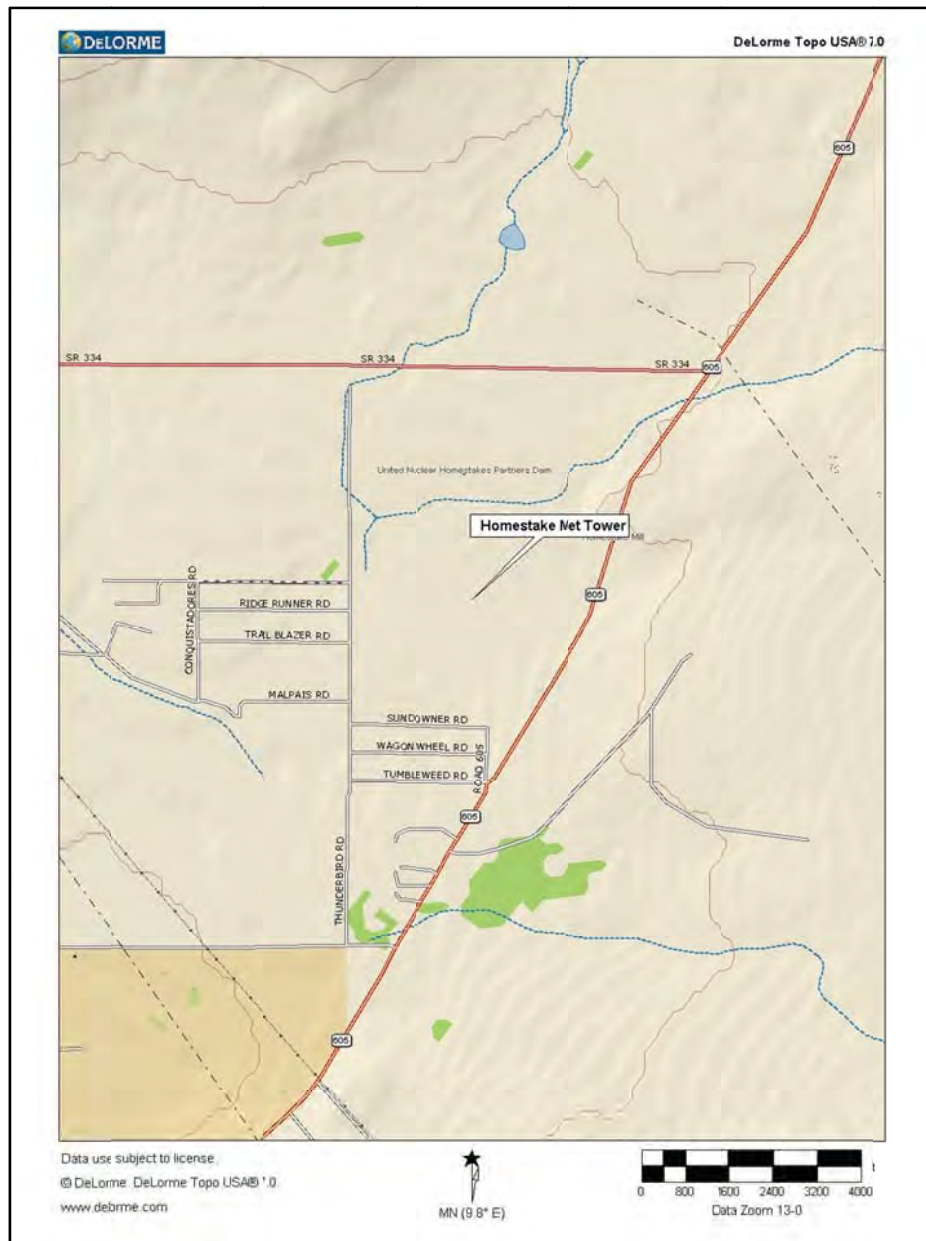 DELORME
DeLorme Topo USA® 7.0
605
SR 334
SR 334
SR 334
605
United Nuclear Homestakes Partners Dam
Homestake Met Tower
Mill
605
CONQUISTADORES RD
RIDGE RUNNER RD
TRAIL BLAZER RD
MALPAIS RD
SUNDOWNER RD
WAGON WHEEL RD
TUMBLEWEED RD
ROAD 605
605
THUNDERBIRD RD
605
Data use subject to license.
© DeLorme. DeLorme Topo USA® 7.0.
www.delorme.com
MN (9.8° E)
0 800 1600 2400 3200 4000
Data Zoom 13-0